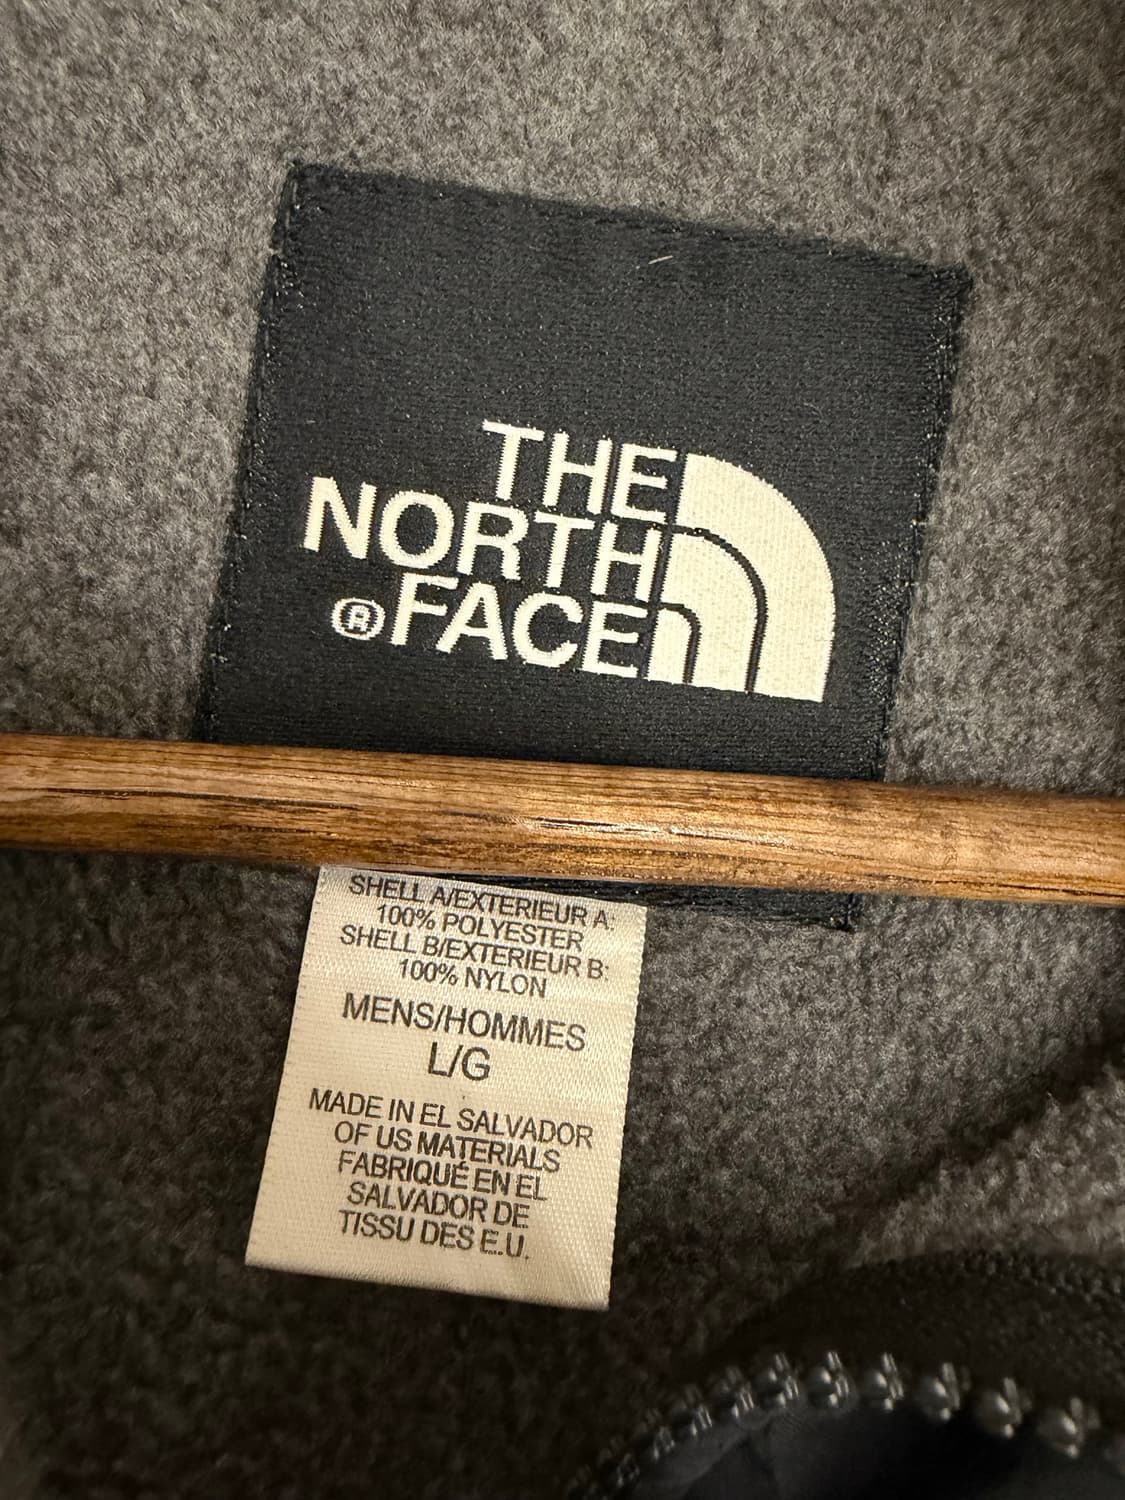 THE
NORTH
®FACE
SHELL A/EXTERIEUR A:
100% POLYESTER
SHELL B/EXTERIEUR B:
100% NYLON
MENS/HOMMES
L/G
MADE IN EL SALVADOR
OF US MATERIALS
FABRIQUÉ EN EL
SALVADOR DE
TISSU DES E.U.